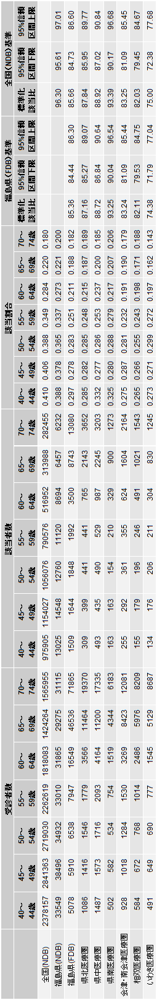 受診者数 該当者数 該当割合 福島県(FDB)基準 全国(NDB)基準
40～44歳 45～49歳 50～54歳 55～59歳 60～64歳 65～69歳 70～74歳 40～44歳 45～49歳 50～54歳 55～59歳 60～64歳 65～69歳 70～74歳 40～44歳 45～49歳 50～54歳 55～59歳 60～64歳 65～69歳 70～74歳 標準化該当比 95%信頼区間下限 95%信頼区間上限 標準化該当比 95%信頼区間下限 95%信頼区間上限
全国(NDB) 2378157 2841363 2719030 2262619 1818083 1424264 1565955 975905 1154027 1056076 790576 516952 313988 282455 0.410 0.406 0.388 0.349 0.284 0.220 0.180
福島県(NDB) 33549 38496 34932 33010 31865 29275 31115 13025 14548 12760 11120 8694 6457 6232 0.388 0.378 0.365 0.337 0.273 0.221 0.200 96.30 95.61 97.01
福島県(FDB) 5078 5910 6538 7947 16549 46536 71865 1509 1644 1848 1992 3500 8743 13080 0.297 0.278 0.283 0.251 0.211 0.188 0.182 85.36 84.44 86.30 85.66 84.73 86.60
県北医療圏 1086 1416 1546 1779 3566 11464 19370 309 399 441 441 765 2143 3652 0.285 0.282 0.285 0.248 0.215 0.187 0.189 87.16 85.27 89.07 87.84 85.95 89.77
県中医療圏 1487 1573 1716 2093 4164 11200 17335 493 435 490 529 987 2245 3203 0.332 0.277 0.286 0.253 0.237 0.200 0.185 88.72 86.84 90.64 88.92 87.02 90.84
県南医療圏 502 582 534 754 1519 4344 6183 163 163 154 210 329 900 1273 0.325 0.280 0.288 0.279 0.217 0.207 0.206 93.25 90.04 96.54 93.39 90.17 96.68
会津・南会津医療圏 928 1018 1284 1530 3269 8423 12081 255 292 361 355 624 1604 2164 0.275 0.287 0.281 0.232 0.191 0.190 0.179 83.24 81.09 85.44 83.25 81.09 85.45
相双医療圏 584 672 768 1014 2486 5976 8209 155 179 196 246 491 1021 1543 0.265 0.266 0.255 0.243 0.198 0.171 0.188 82.11 79.53 84.75 82.03 79.45 84.67
いわき医療圏 491 649 690 777 1545 5129 8687 134 176 206 211 304 830 1245 0.273 0.271 0.299 0.272 0.197 0.162 0.143 74.38 71.79 77.04 75.00 72.38 77.68